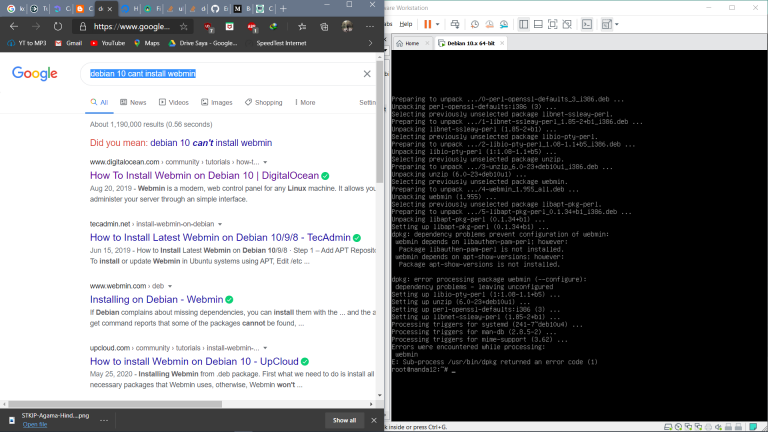 https://www.google...
YT to MP3
Gmail
YouTube
Maps
Drive Saya - Google...
SpeedTest Internet
Google
debian 10 cant install webmin
All
News
Videos
Images
Shopping
More
About 1,190,000 results (0.56 seconds)
Did you mean: debian 10 can't install webmin
www.digitalocean.com › community › tutorials › how-t...
How To Install Webmin on Debian 10 | DigitalOcean
Aug 20, 2019 - Webmin is a modern, web control panel for any Linux machine. It allows you
administer your server through an simple interface.
tecadmin.net › install-webmin-on-debian
How to Install Latest Webmin on Debian 10/9/8 - TecAdmin
Jun 15, 2019 - How to Install Latest Webmin on Debian 10/9/8 · Step 1 – Add APT Reposito
To install or update Webmin in Ubuntu systems using APT, Edit /etc ...
www.webmin.com › deb
Installing on Debian - Webmin
If Debian complains about missing dependencies, you can install them with the ... and the a
get command reports that some of the packages cannot be found, ...
upcloud.com › community › tutorials › install-webmin-...
How to install Webmin on Debian 10 - UpCloud
May 25, 2020 - Installing Webmin from .deb package. First what we need to do is install all
necessary packages that Webmin uses, otherwise, Webmin won't ...
STKIP-Agama-Hind....png
Open file
Show all
are Workstation
abs Help
Home
Debian 10.x 64-bit
Preparing to unpack .../0-perl-openssl-defaults_3_i386.deb ...
Unpacking perl-openssl-defaults:i386 (3) ...
Selecting previously unselected package libnet-ssleay-perl.
Preparing to unpack .../1-libnet-ssleay-perl_1.85-2+b1_i386.deb ...
Unpacking libnet-ssleay-perl (1.85-2+b1) ...
Selecting previously unselected package libio-pty-perl.
Preparing to unpack .../2-libio-pty-perl_1.08-1.1+b5_i386.deb ...
Unpacking libio-pty-perl (1:1.08-1.1+b5) ...
Selecting previously unselected package unzip.
Preparing to unpack .../3-unzip_6.0-23+deb10u1_i386.deb ...
Unpacking unzip (6.0-23+deb10u1) ...
Selecting previously unselected package webmin.
Preparing to unpack .../4-webmin_1.955_all.deb ...
Unpacking webmin (1.955) ...
Selecting previously unselected package libapt-pkg-perl.
Preparing to unpack .../5-libapt-pkg-perl_0.1.34+b1_i386.deb ...
Unpacking libapt-pkg-perl (0.1.34+b1) ...
Setting up libapt-pkg-perl (0.1.34+b1) ...
dpkg: dependency problems prevent configuration of webmin:
webmin depends on libauthen-pam-perl; however:
Package libauthen-pam-perl is not installed.
webmin depends on apt-show-versions; however:
Package apt-show-versions is not installed.
dpkg: error processing package webmin (--configure):
dependency problems - leaving unconfigured
Setting up libio-pty-perl (1:1.08-1.1+b5) ...
Setting up unzip (6.0-23+deb10u1) ...
Setting up perl-openssl-defaults:i386 (3) ...
Setting up libnet-ssleay-perl (1.85-2+b1) ...
Processing triggers for systemd (241-7~deb10u4) ...
Processing triggers for man-db (2.8.5-2) ...
Processing triggers for mime-support (3.62) ...
Errors were encountered while processing:
webmin
E: Sub-process /usr/bin/dpkg returned an error code (1)
root@nanda12:~# _
ck inside or press Ctrl+G.